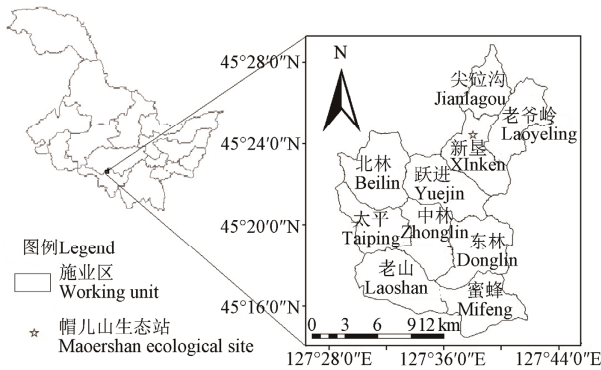 N
45°28′0″N
45°24′0″N
45°20′0″N
45°16′0″N
尖砬沟
Jianlagou
老爷岭
Laoyeling
新垦
XInken
北林
Beilin
跃进
Yuejin
太平
Taiping
中林
Zhonglin
东林
Donglin
老山
Laoshan
蜜蜂
Mifeng
0 3 6 9 12 km
127°28′0″E 127°36′0″E 127°44′0″E
图例Legend
施业区
Working unit
帽儿山生态站
Maoershan ecological site